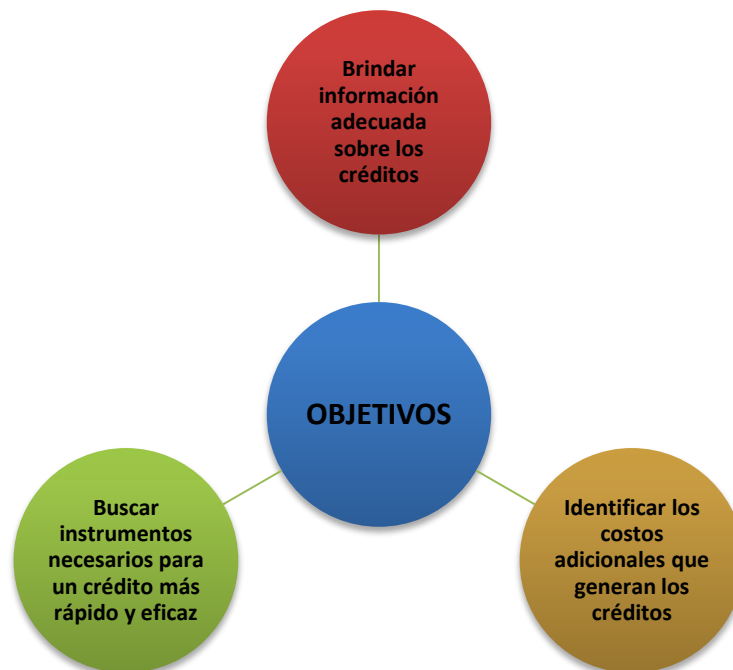 Brindar
información
adecuada
sobre los
créditos
OBJETIVOS
Buscar
instrumentos
necesarios para
un crédito más
rápido y eficaz
Identificar los
costos
adicionales que
generan los
créditos